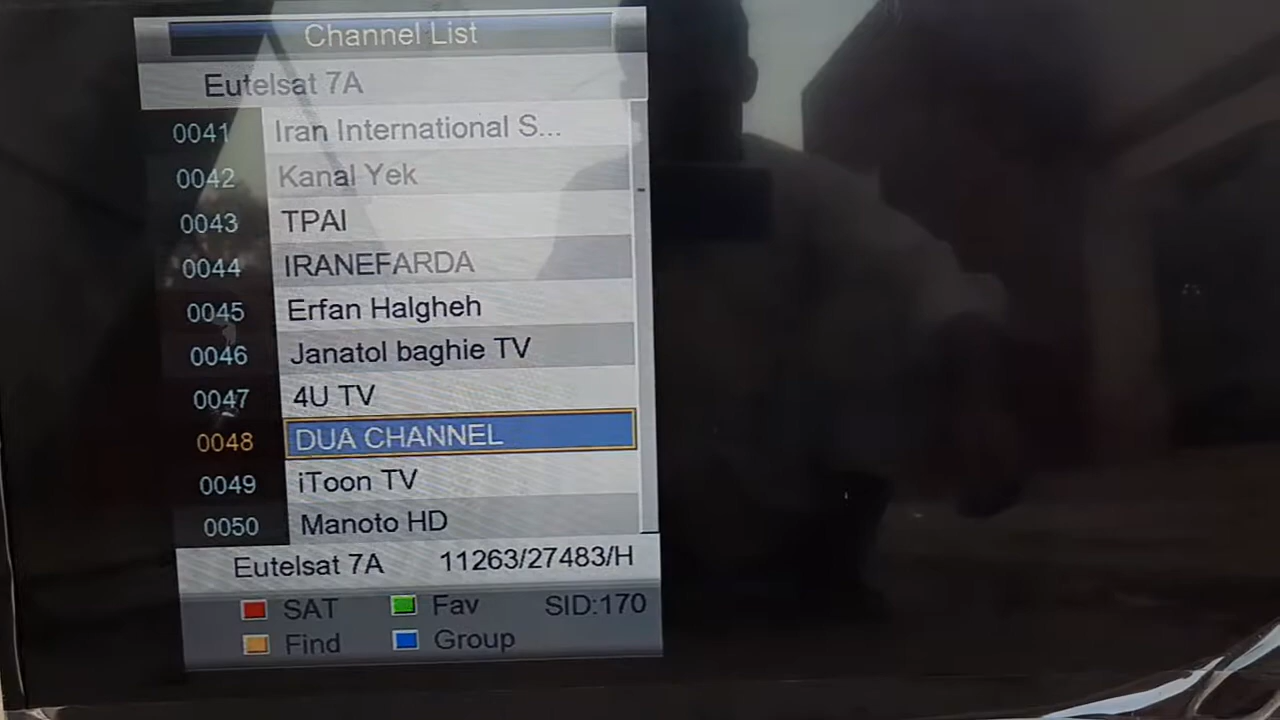 Channel List
Eutelsat 7A
0041 Iran International S...
0042 Kanal Yek
0043 TPAI
0044 IRANEFARDA
0045 Erfan Halgheh
0046 Janatol baghie TV
0047 4U TV
0048 DUA CHANNEL
0049 iToon TV
0050 Manoto HD
Eutelsat 7A 11263/27483/H
SAT Fav SID:170
Find Group